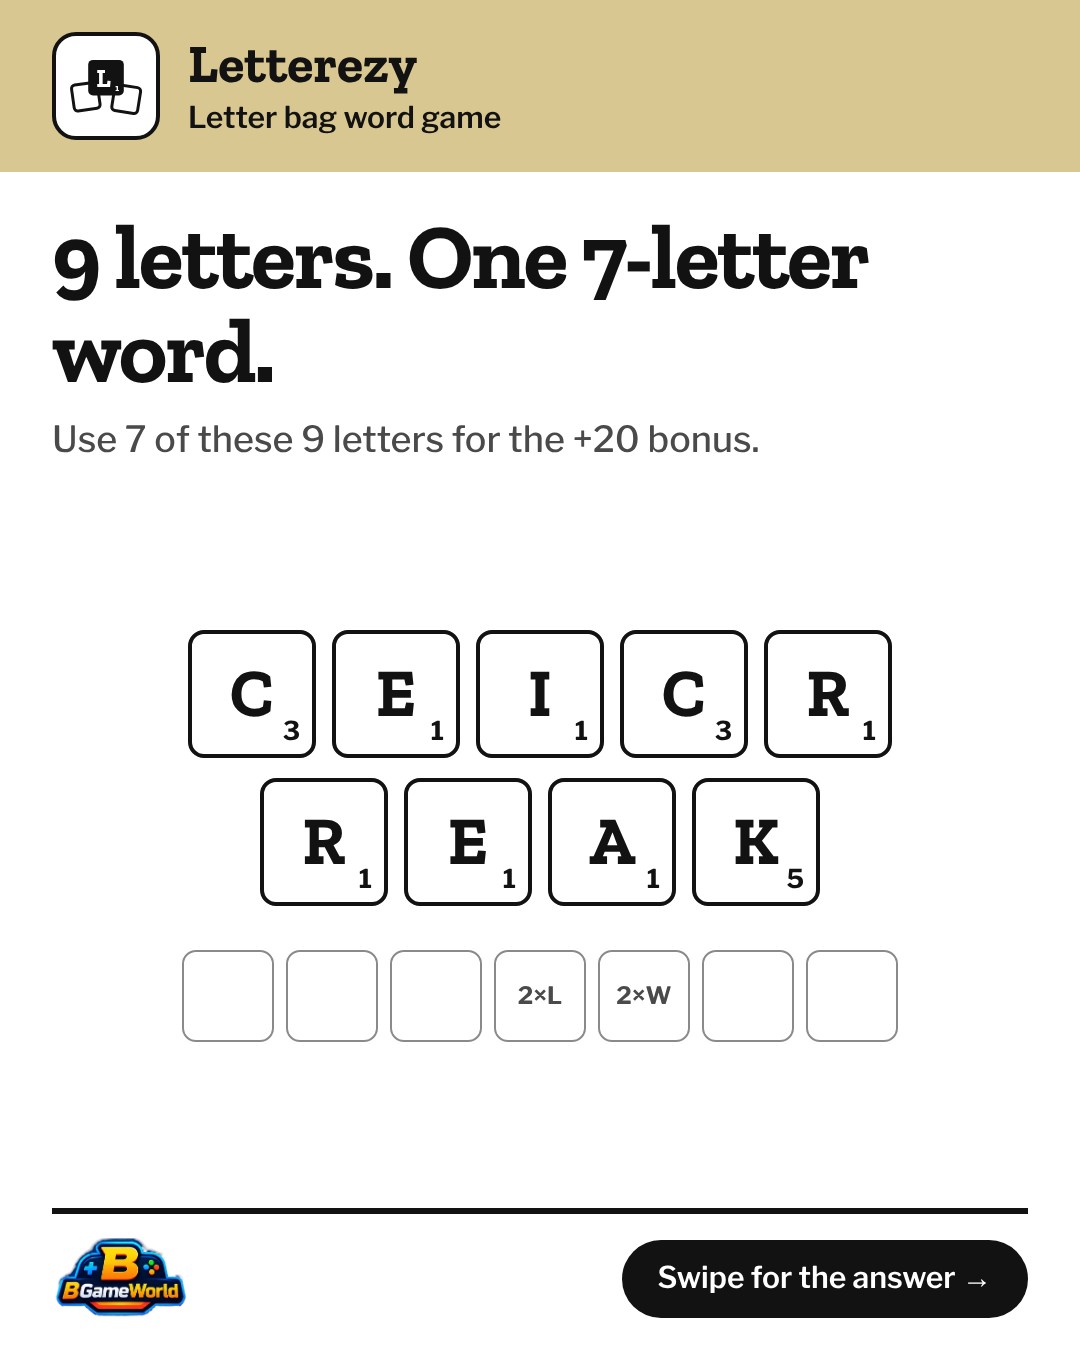 L 1
Letterezy
Letter bag word game
9 letters. One 7-letter
word.
Use 7 of these 9 letters for the +20 bonus.
C 3 E 1 I 1 C 3 R 1
R 1 E 1 A 1 K 5
2×L 2×W
B
BGameWorld
Swipe for the answer →